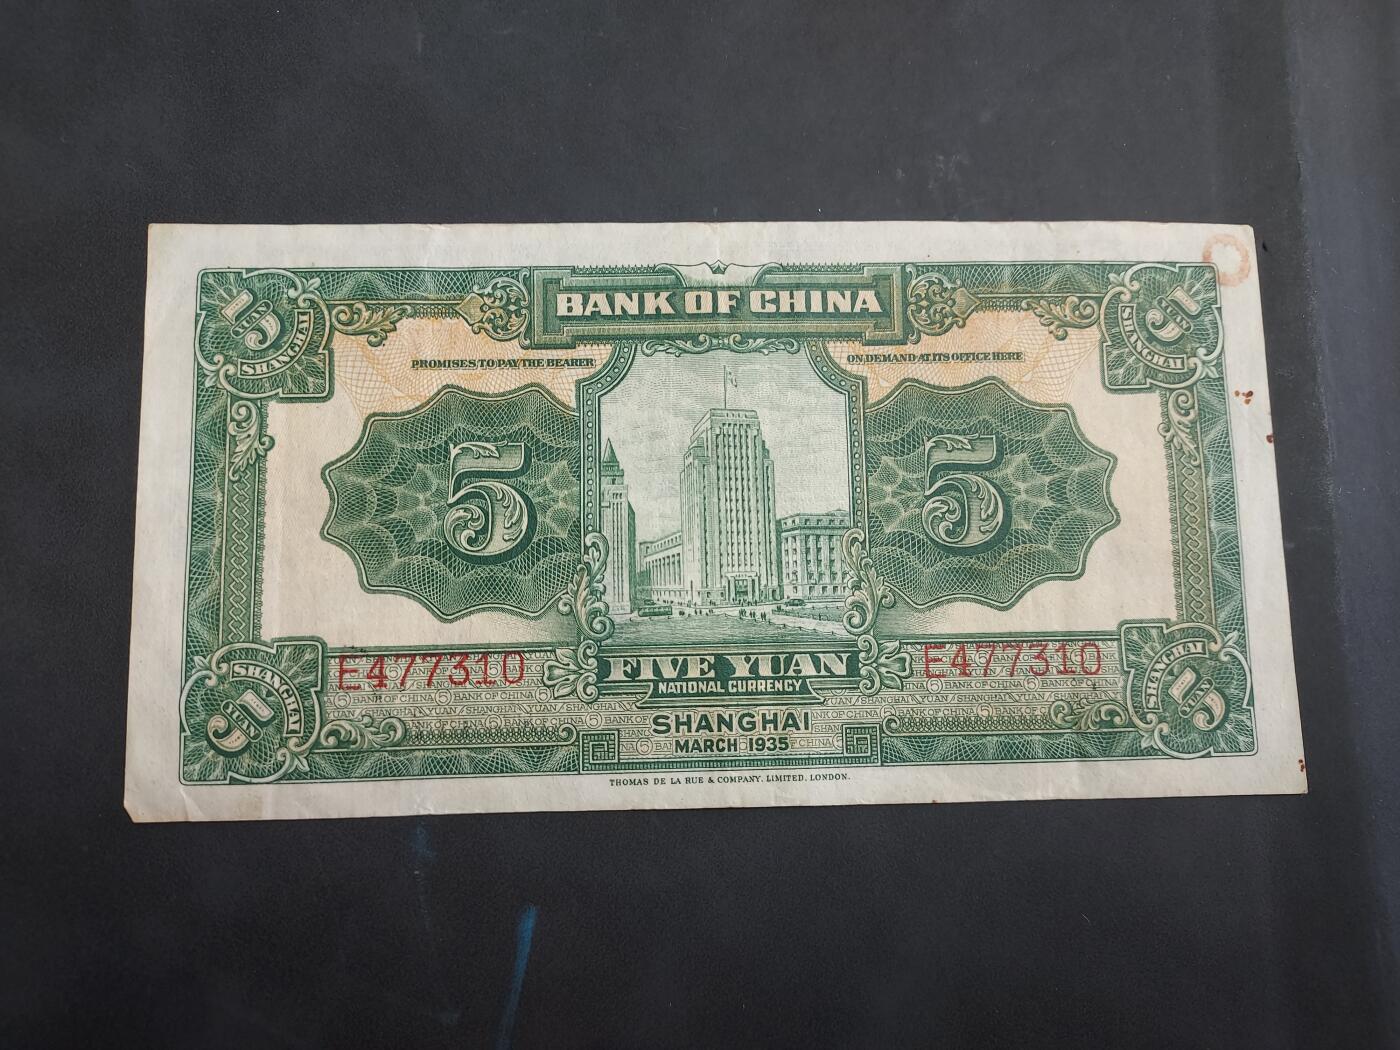 5 YUAN SHANGHAI
BANK OF CHINA
5 YUAN SHANGHAI
PROMISES TO PAY THE BEARER
ON DEMAND AT ITS OFFICE HERE
5
5
E477310
E477310
FIVE YUAN
NATIONAL CURRENCY
SHANGHAI
MARCH 1935
SHANGHAI 5 YUAN
SHANGHAI 5 YUAN
THOMAS DE LA RUE & COMPANY, LIMITED, LONDON.